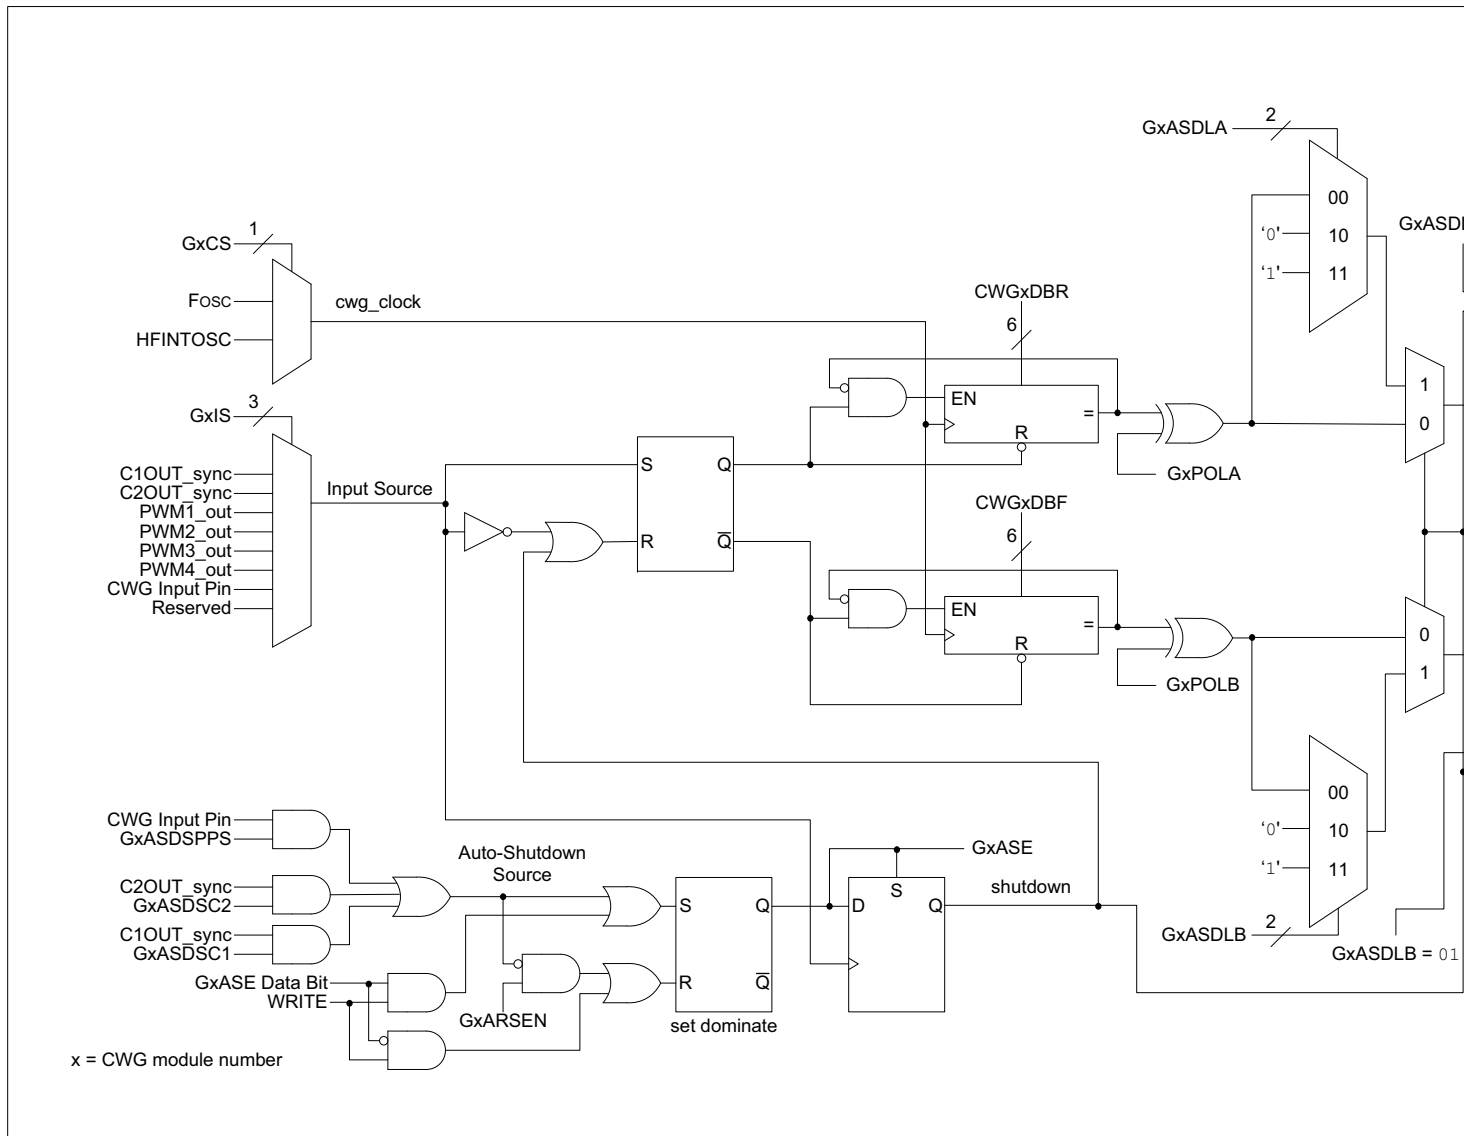 GxASDLA
2
00
‘0'
10
‘1'
11
GxCS
1
FOSC
HFINTOSC
cwg_clock
CWGxDBR
6
EN
=
R
GxPOLA
1
0
GxIS
3
C1OUT_sync
C2OUT_sync
PWM1_out
PWM2_out
PWM3_out
PWM4_out
CWG Input Pin
Reserved
Input Source
S
Q
R
Q
CWGxDBF
6
EN
=
R
GxPOLB
0
1
00
‘0'
10
‘1'
11
GxASDLB
2
GxASDLB = 01
CWG Input Pin
GxASDSPPS
C2OUT_sync
GxASDSC2
C1OUT_sync
GxASDSC1
Auto-Shutdown
Source
GxASE Data Bit
WRITE
GxARSEN
S
Q
R
Q
set dominate
GxASE
S
D
Q
shutdown
x = CWG module number